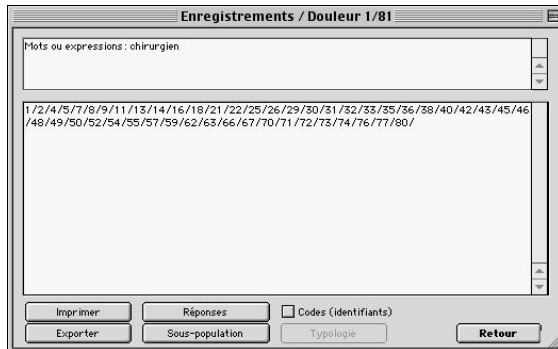 Enregistrements / Douleur 1/81
Mots ou expressions : chirurgien
1/2/4/5/7/8/9/11/13/14/16/18/21/22/25/26/29/30/31/32/33/35/36/38/40/42/43/45/46
/48/49/50/52/54/55/57/59/62/63/66/67/70/71/72/73/74/76/77/80/
Imprimer Réponses Codes (identifiants)
Exporter Sous-population Typologie Retour